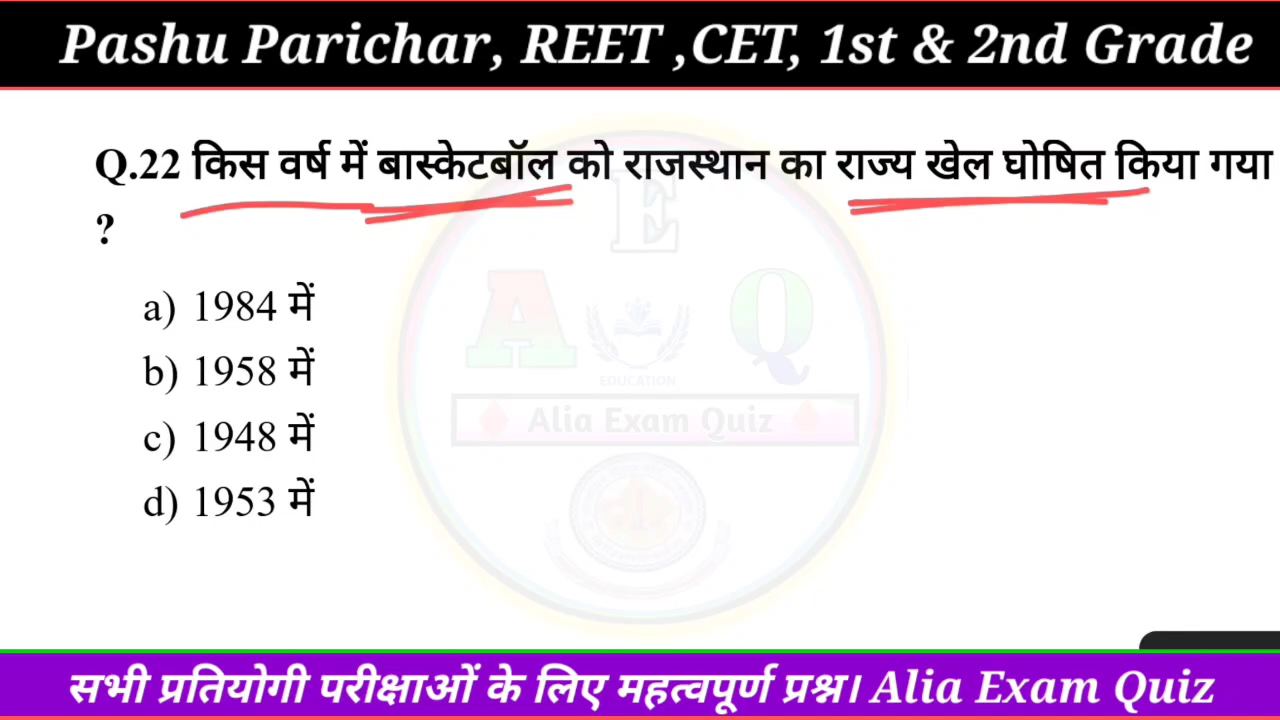 Pashu Parichar, REET ,CET, 1st & 2nd Grade
Q.22 किस वर्ष में बास्केटबॉल को राजस्थान का राज्य खेल घोषित किया गया
?
a) 1984 में
b) 1958 में
c) 1948 में
d) 1953 में
E
A Q
EDUCATION
Alia Exam Quiz
सभी प्रतियोगी परीक्षाओं के लिए महत्वपूर्ण प्रश्न। Alia Exam Quiz